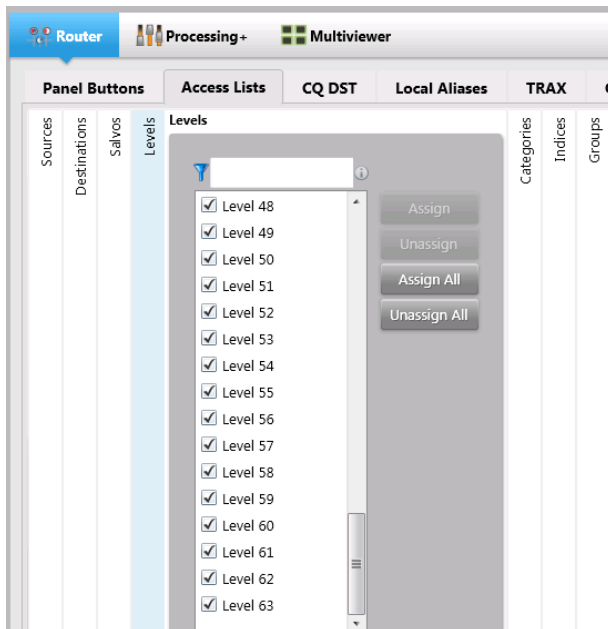 Router Processing+ Multiviewer
Panel Buttons Access Lists CQ DST Local Aliases TRAX
Sources
Destinations
Salvos
Levels
Levels
Level 48
Level 49
Level 50
Level 51
Level 52
Level 53
Level 54
Level 55
Level 56
Level 57
Level 58
Level 59
Level 60
Level 61
Level 62
Level 63
Assign
Unassign
Assign All
Unassign All
Categories
Indices
Groups